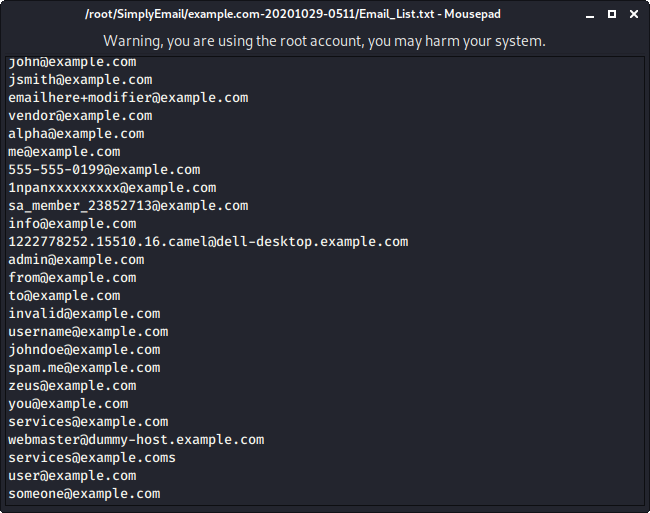 /root/SimplyEmail/example.com-20201029-0511/Email_List.txt - Mousepad
Warning, you are using the root account, you may harm your system.
john@example.com
jsmith@example.com
emailhere+modifier@example.com
vendor@example.com
alpha@example.com
me@example.com
555-555-0199@example.com
1npanxxxxxxxxx@example.com
sa_member_23852713@example.com
info@example.com
1222778252.15510.16.camel@dell-desktop.example.com
admin@example.com
from@example.com
to@example.com
invalid@example.com
username@example.com
johndoe@example.com
spam.me@example.com
zeus@example.com
you@example.com
services@example.com
webmaster@dummy-host.example.com
services@example.coms
user@example.com
someone@example.com